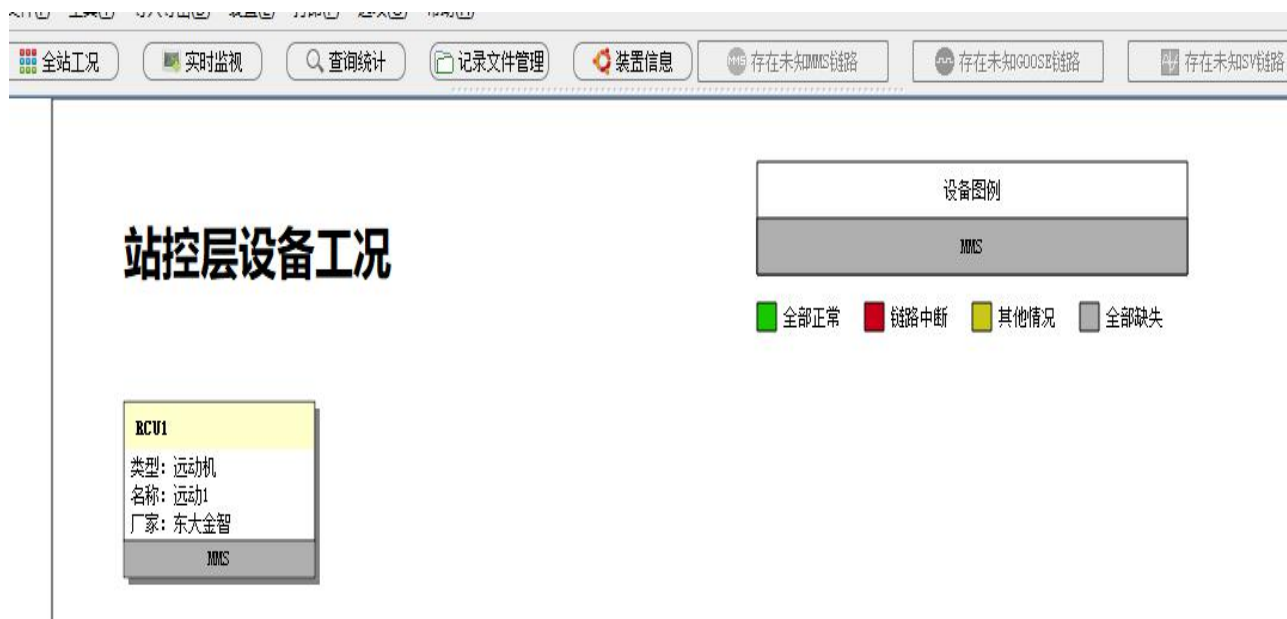 全站工况 实时监视 查询统计 记录文件管理 装置信息 存在未知MMS链路 存在未知GOOSE链路 存在未知SV链路
设备图例
MMS
站控层设备工况
全部正常 链路中断 其他情况 全部缺失
RCU1
类型: 远动机
名称: 远动1
厂家: 东大金智
MMS